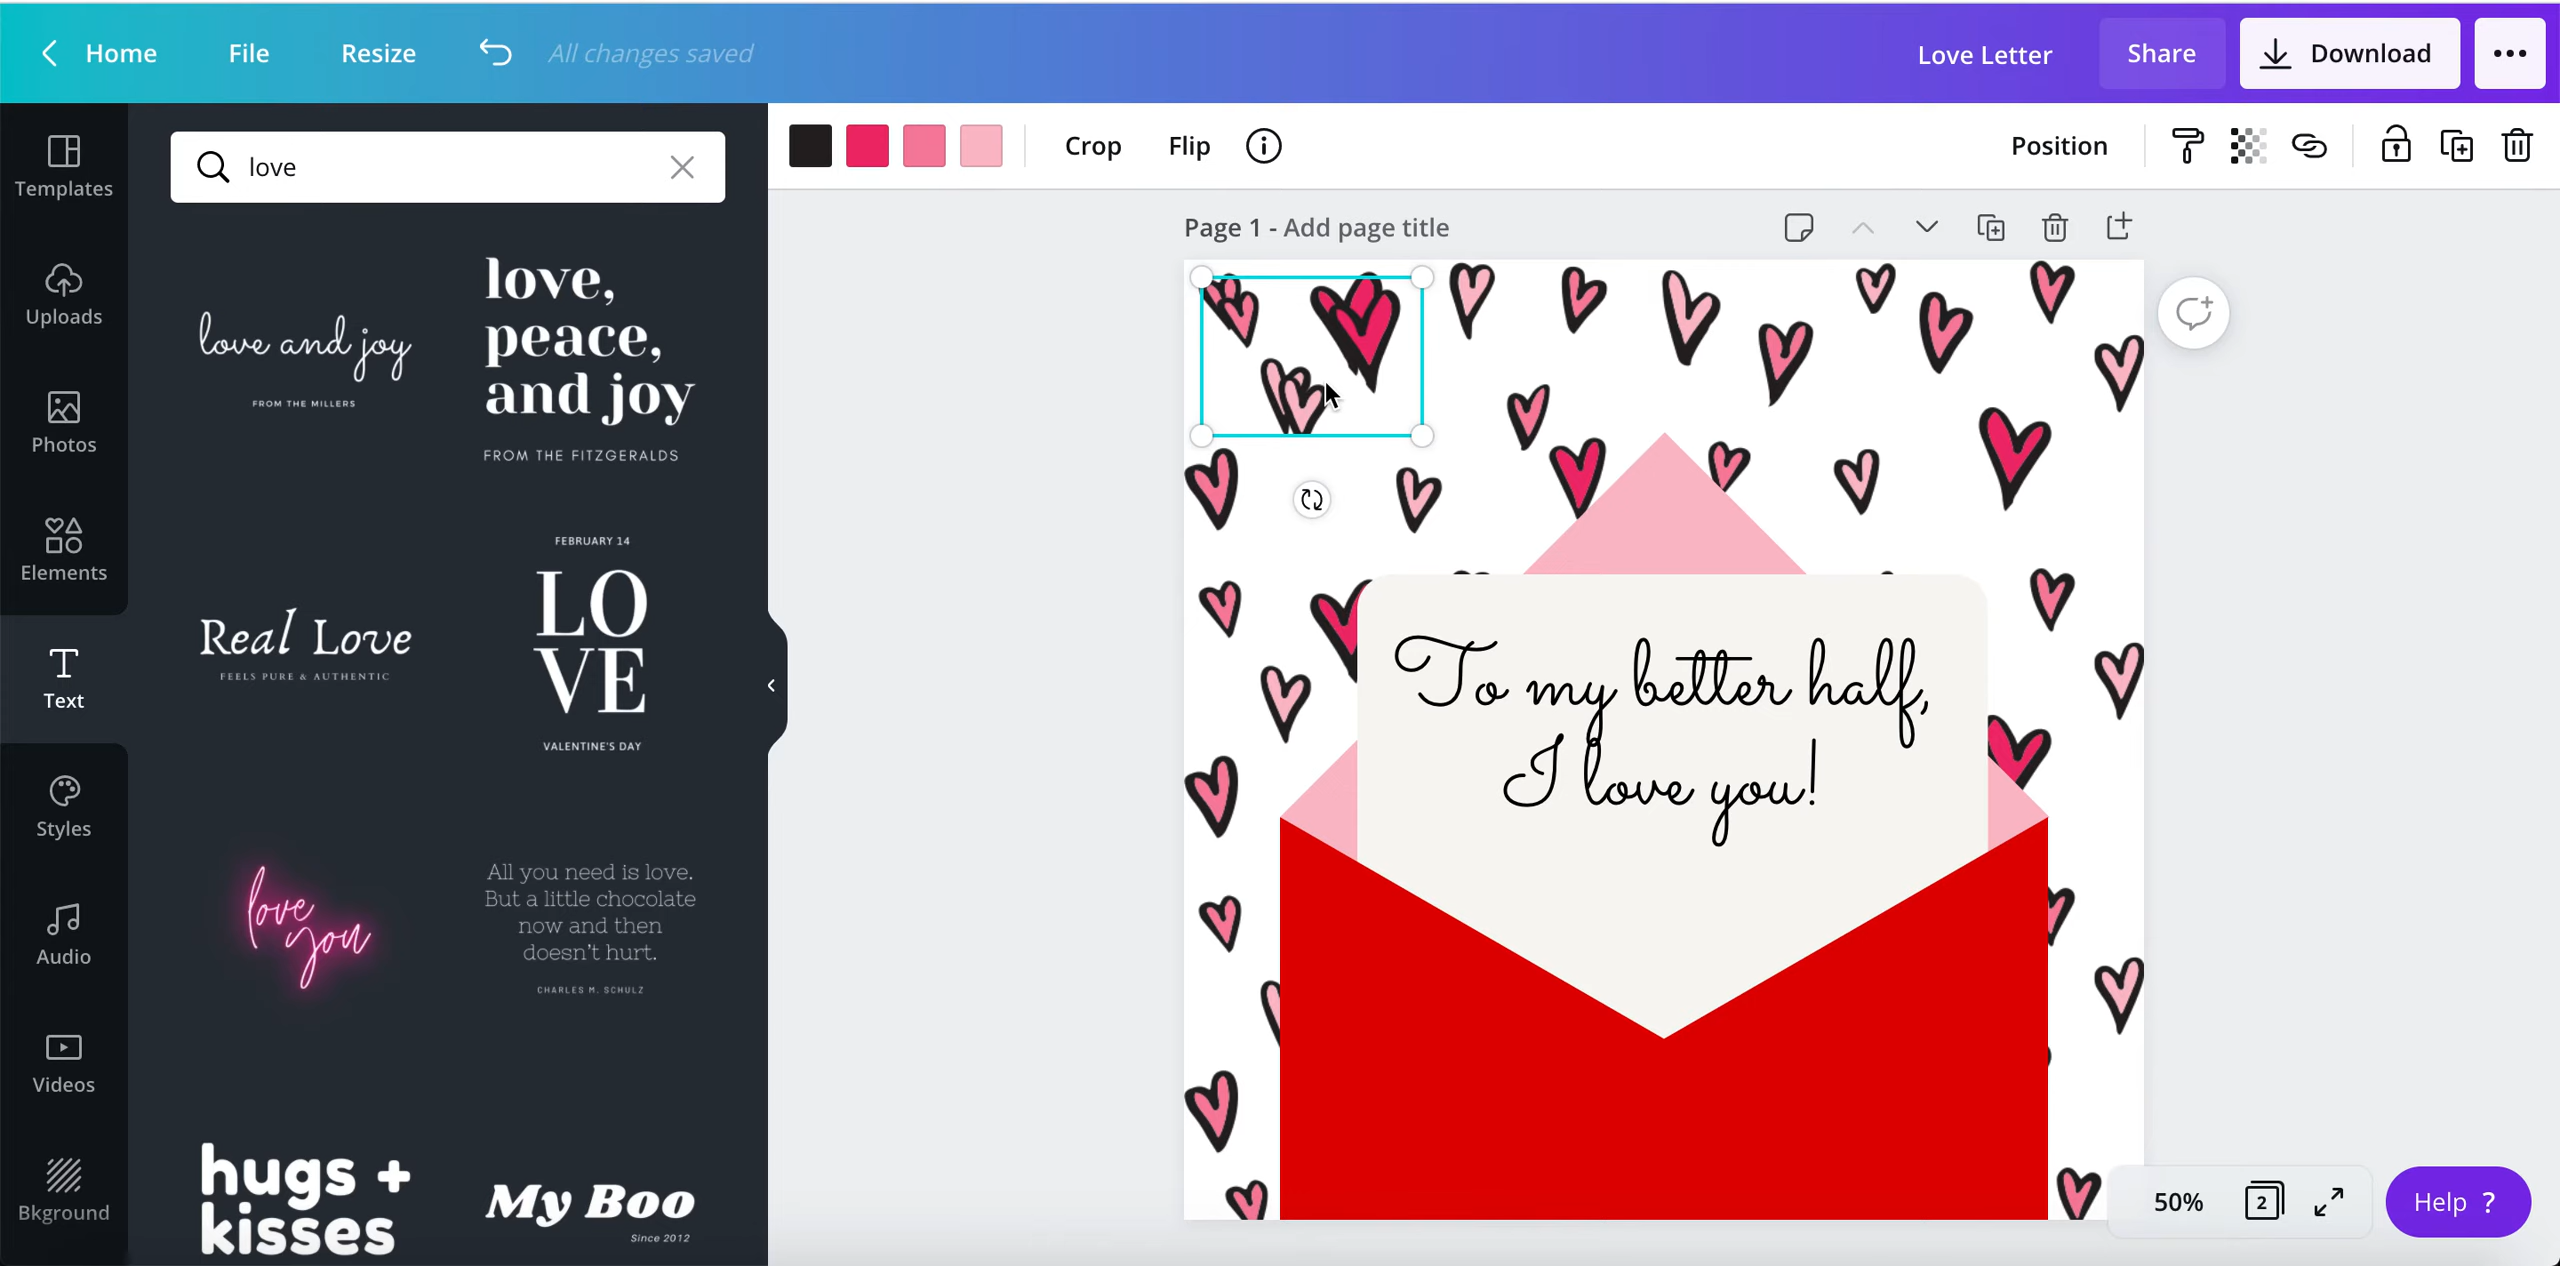 Home File Resize All changes saved Love Letter Share Download
love
Crop Flip Position
Templates
Uploads
Photos
Elements
Text
Styles
Audio
Videos
Bkground
love and joy
FROM THE MILLERS
love,
peace,
and joy
FROM THE FITZGERALDS
Real Love
FEELS PURE & AUTHENTIC
FEBRUARY 14
LO
VE
VALENTINE'S DAY
love
you
All you need is love.
But a little chocolate
now and then
doesn't hurt.
CHARLES M. SCHULZ
hugs +
kisses
My Boo
Since 2012
Page 1 - Add page title
To my better half,
I love you!
50% 2 Help ?